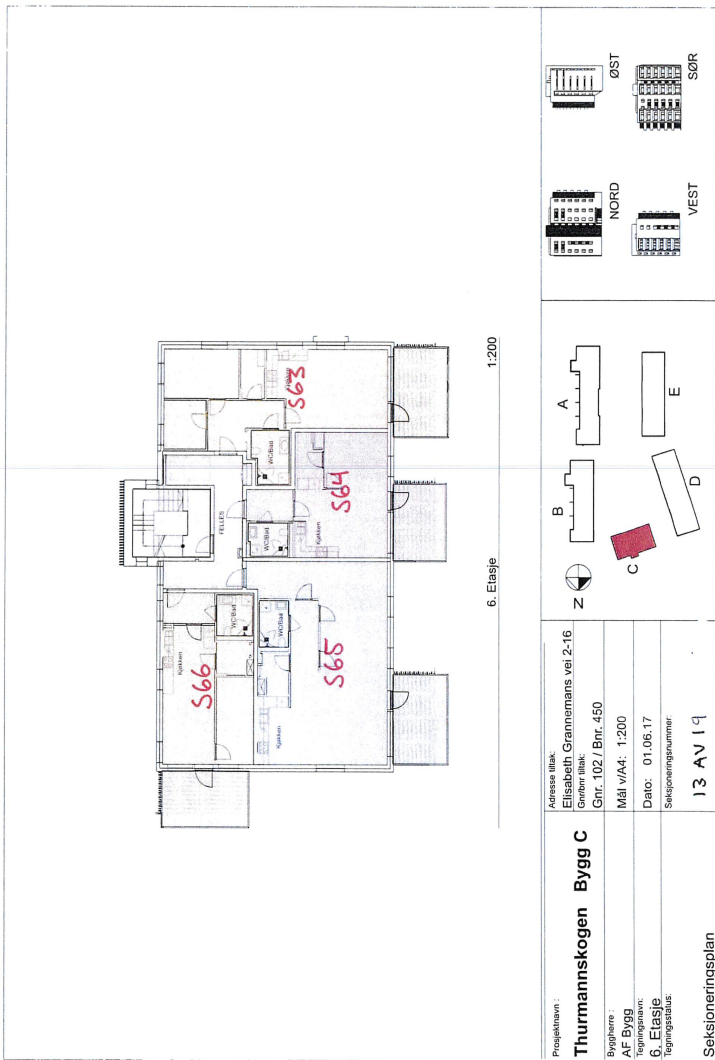 FELLES
WC/Bad
WC/Bad
WC/Bad
WC/Bad
Kjøkken
Kjøkken
Kjøkken
S63
S64
S65
S66
6. Etasje
1:200
Prosjektnavn :
Thurmannskogen Bygg C
Byggherre :
AF Bygg
Tegningsnavn:
6. Etasje
Tegningsstatus:
Seksjoneringsplan
Adresse tiltak:
Elisabeth Grannemans vei 2-16
Gnr/bnr tiltak:
Gnr. 102 / Bnr. 450
Mål v/A4: 1:200
Dato: 01.06.17
Seksjoneringsnummer:
13 AV 19
N
A
B
C
D
E
NORD
ØST
VEST
SØR